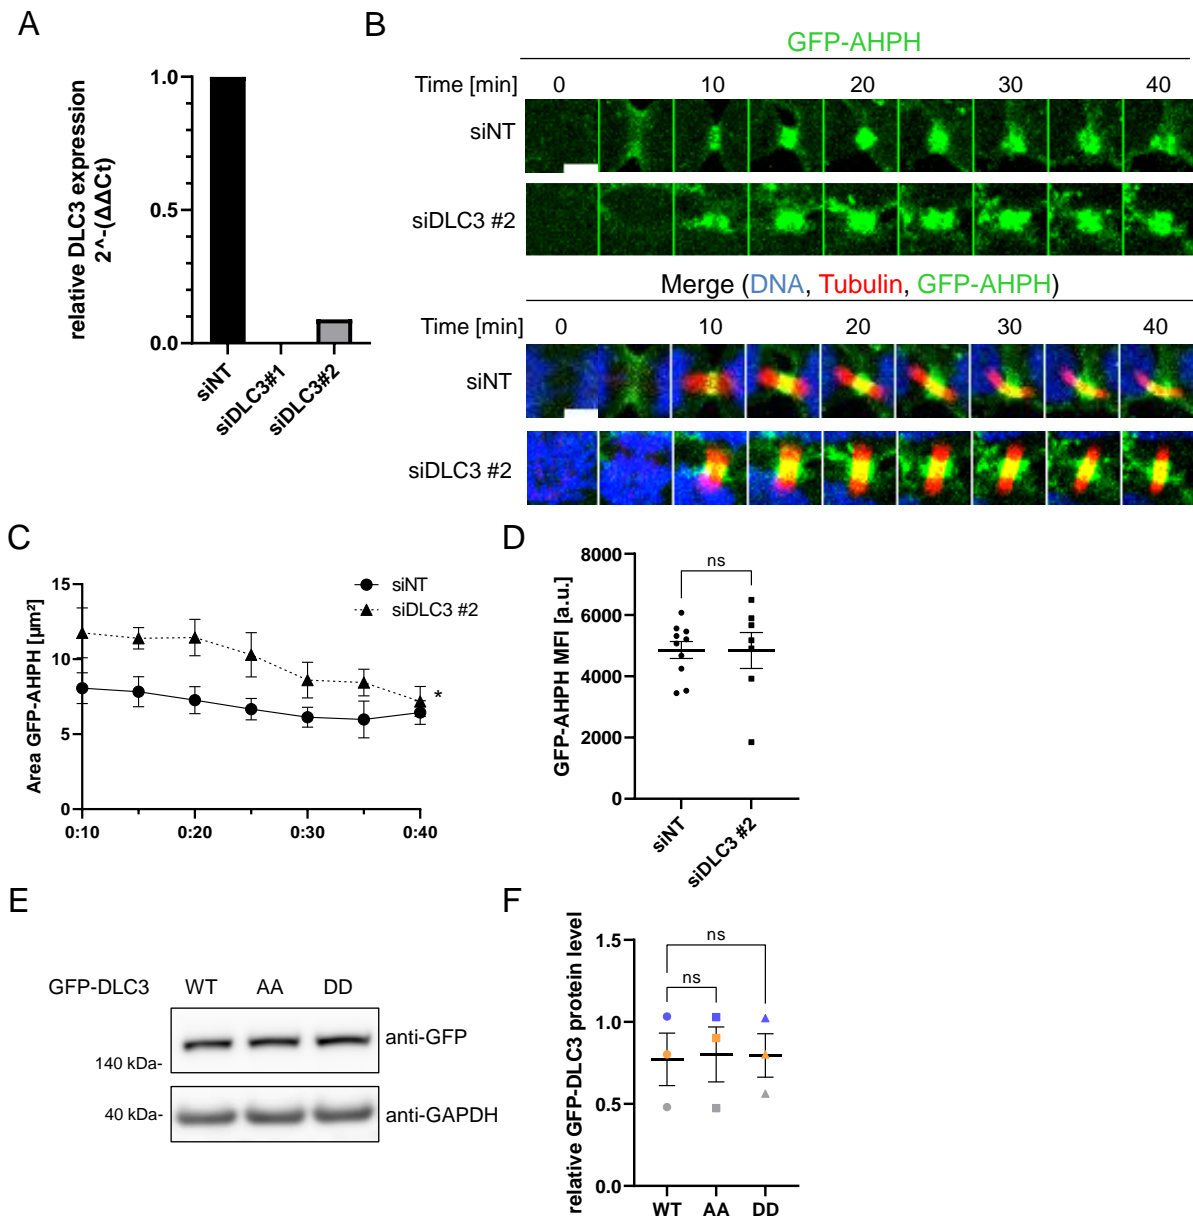 A
relative DLC3 expression
2^-(ΔΔCt)
1.0
0.5
0.0
siNT
siDLC3#1
siDLC3#2
B
GFP-AHPH
Time [min] 0 10 20 30 40
siNT
siDLC3 #2
Merge (DNA, Tubulin, GFP-AHPH)
Time [min] 0 10 20 30 40
siNT
siDLC3 #2
C
Area GFP-AHPH [µm²]
15
10
5
0
0:10 0:20 0:30 0:40
siNT
siDLC3 #2
*
D
GFP-AHPH MFI [a.u.]
8000
6000
4000
2000
0
ns
siNT
siDLC3 #2
E
GFP-DLC3 WT AA DD
anti-GFP
140 kDa-
40 kDa-
anti-GAPDH
F
relative GFP-DLC3 protein level
1.5
1.0
0.5
0.0
ns
ns
WT AA DD